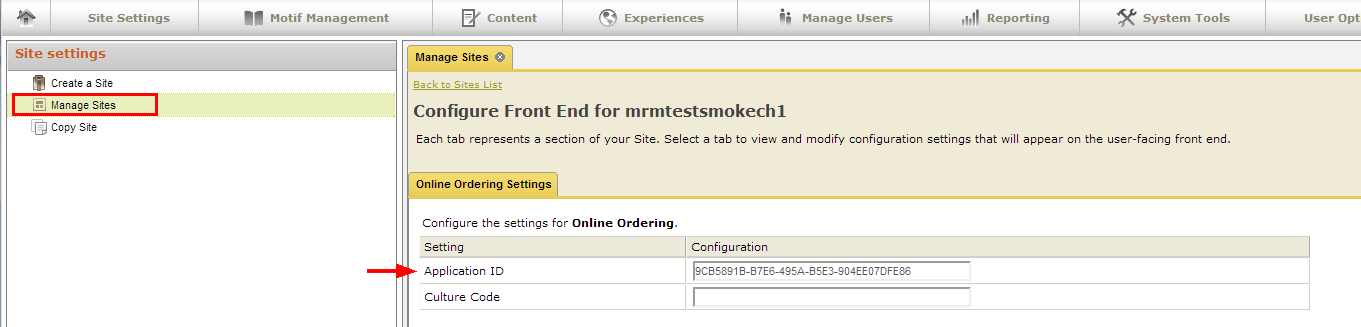 Site Settings Motif Management Content Experiences Manage Users Reporting System Tools User Opt
Site settings
Create a Site
Manage Sites
Copy Site
Manage Sites
Back to Sites List
Configure Front End for mrmtestsmokech1
Each tab represents a section of your Site. Select a tab to view and modify configuration settings that will appear on the user-facing front end.
Online Ordering Settings
Configure the settings for Online Ordering.
Setting Configuration
Application ID 9CB5891B-B7E6-495A-B5E3-904EE07DFE86
Culture Code